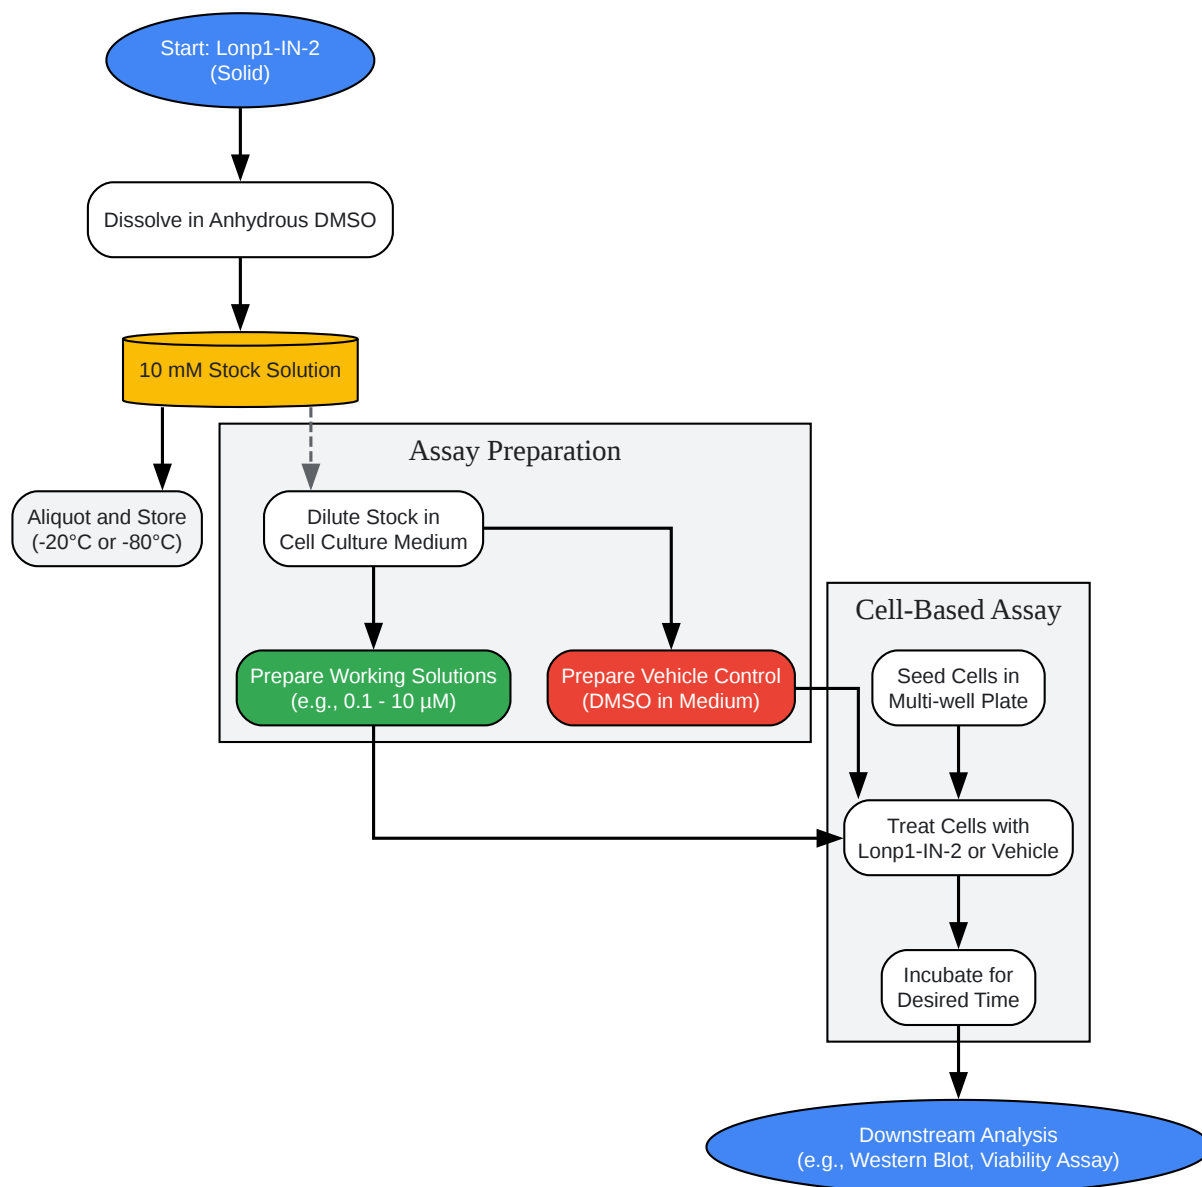 Start: Lonp1-IN-2
(Solid)
Dissolve in Anhydrous DMSO
10 mM Stock Solution
Aliquot and Store
(-20°C or -80°C)
Assay Preparation
Dilute Stock in
Cell Culture Medium
Prepare Working Solutions
(e.g., 0.1 - 10 µM)
Prepare Vehicle Control
(DMSO in Medium)
Cell-Based Assay
Seed Cells in
Multi-well Plate
Treat Cells with
Lonp1-IN-2 or Vehicle
Incubate for
Desired Time
Downstream Analysis
(e.g., Western Blot, Viability Assay)